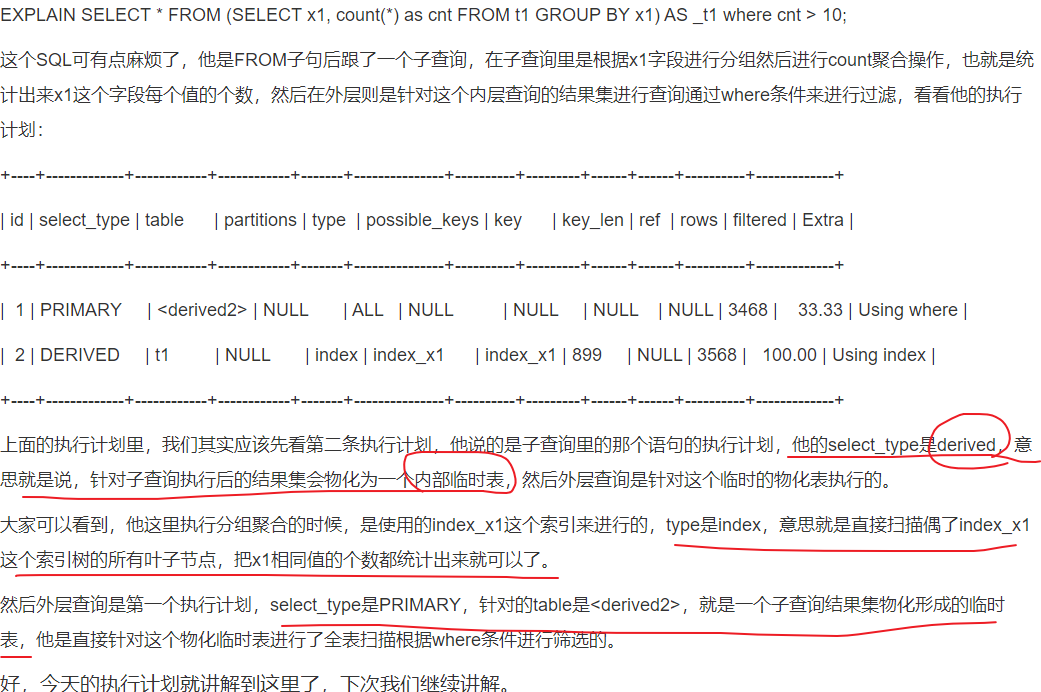 EXPLAIN SELECT * FROM (SELECT x1, count(*) as cnt FROM t1 GROUP BY x1) AS _t1 where cnt > 10;
这个SQL可有点麻烦了，他是FROM子句后跟了一个子查询，在子查询里是根据x1字段进行分组然后进行count聚合操作，也就是统
计出来x1这个字段每个值的个数，然后在外层则是针对这个内层查询的结果集进行查询通过where条件来进行过滤，看看他的执行
计划：
+----+-------------+------------+------------+-------+---------------+----------+---------+------+------+----------+-------------+
| id | select_type | table | partitions | type | possible_keys | key | key_len | ref | rows | filtered | Extra |
+----+-------------+------------+------------+-------+---------------+----------+---------+------+------+----------+-------------+
| 1 | PRIMARY | <derived2> | NULL | ALL | NULL | NULL | NULL | NULL | 3468 | 33.33 | Using where |
| 2 | DERIVED | t1 | NULL | index | index_x1 | index_x1 | 899 | NULL | 3568 | 100.00 | Using index |
+----+-------------+------------+------------+-------+---------------+----------+---------+------+------+----------+-------------+
上面的执行计划里，我们其实应该先看第二条执行计划，他说的是子查询里的那个语句的执行计划，他的select_type是derived，意
思就是说，针对子查询执行后的结果集会物化为一个内部临时表，然后外层查询是针对这个临时的物化表执行的。
大家可以看到，他这里执行分组聚合的时候，是使用的index_x1这个索引来进行的，type是index，意思就是直接扫描偶了index_x1
这个索引树的所有叶子节点，把x1相同值的个数都统计出来就可以了。
然后外层查询是第一个执行计划，select_type是PRIMARY，针对的table是<derived2>，就是一个子查询结果集物化形成的临时
表，他是直接针对这个物化临时表进行了全表扫描根据where条件进行筛选的。
好，今天的执行计划就讲解到这里了，下次我们继续讲解。